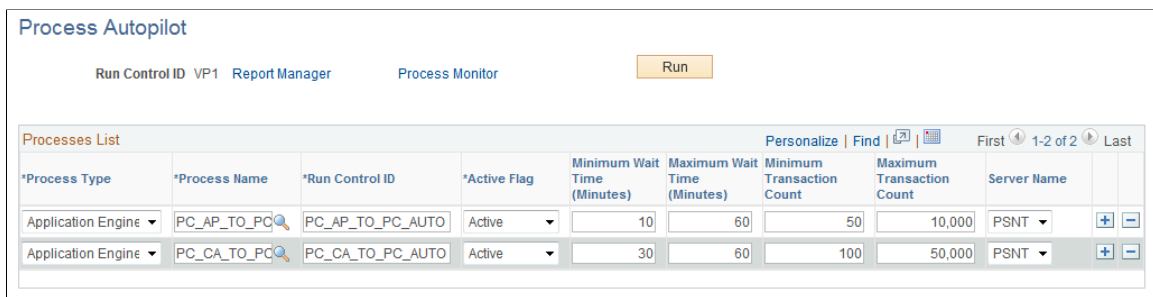 Process Autopilot
Run Control ID VP1 Report Manager Process Monitor Run
Processes List Personalize | Find | | First 1-2 of 2 Last
*Process Type *Process Name *Run Control ID *Active Flag Minimum Wait Time (Minutes) Maximum Wait Time (Minutes) Minimum Transaction Count Maximum Transaction Count Server Name
Application Engine PC_AP_TO_PC PC_AP_TO_PC_AUTO Active 10 60 50 10,000 PSNT
Application Engine PC_CA_TO_PC PC_CA_TO_PC_AUTO Active 30 60 100 50,000 PSNT